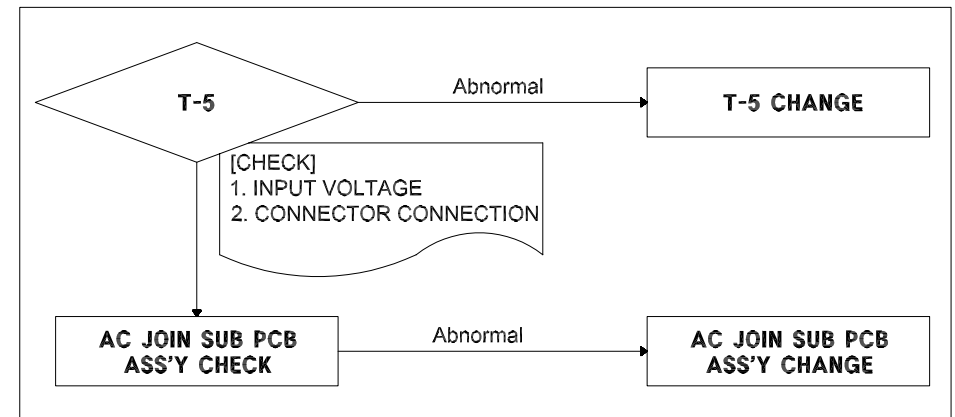 T-5
Abnormal
T-5 CHANGE
[CHECK]
1. INPUT VOLTAGE
2. CONNECTOR CONNECTION
AC JOIN SUB PCB
ASS'Y CHECK
Abnormal
AC JOIN SUB PCB
ASS'Y CHANGE